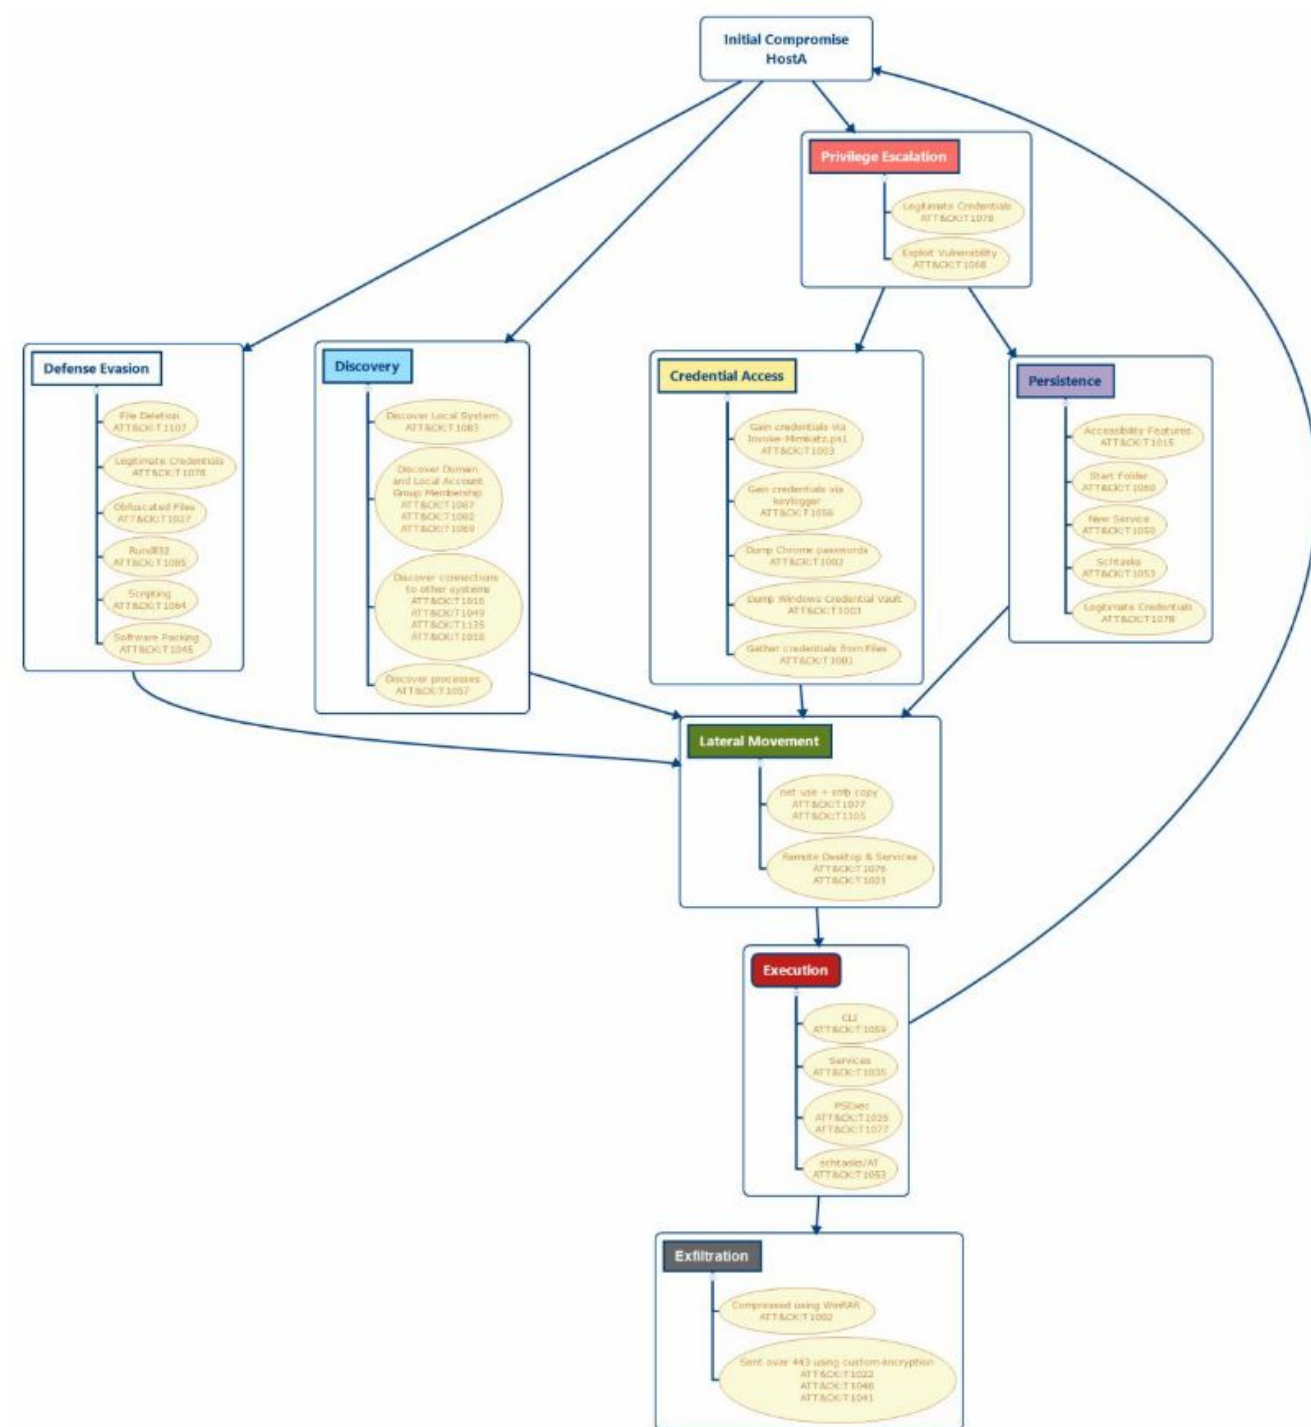 Initial Compromise
HostA
Privilege Escalation
Legitimate Credentials
ATT&CK:T1078
Exploit Vulnerability
ATT&CK:T1068
Defense Evasion
File Deletion
ATT&CK:T1107
Legitimate Credentials
ATT&CK:T1078
Obfuscated Files
ATT&CK:T1027
Rundll32
ATT&CK:T1085
Scripting
ATT&CK:T1064
Software Packing
ATT&CK:T1045
Discovery
Discover Local System
ATT&CK:T1083
Discover Domain
and Local Account
Group Membership
ATT&CK:T1087
ATT&CK:T1082
ATT&CK:T1069
Discover connections
to other systems
ATT&CK:T1049
ATT&CK:T1135
ATT&CK:T1018
Discover processes
ATT&CK:T1057
Credential Access
Gain credentials via
Invoke-Mimikatz.ps1
ATT&CK:T1003
Gain credentials via
keylogger
ATT&CK:T1056
Dump Chrome passwords
ATT&CK:T1003
Dump Windows Credential Vault
ATT&CK:T1003
Gather credentials from Files
ATT&CK:T1081
Persistence
Accessibility Features
ATT&CK:T1015
Start Folder
ATT&CK:T1060
New Service
ATT&CK:T1050
Schtasks
ATT&CK:T1053
Legitimate Credentials
ATT&CK:T1078
Lateral Movement
net use + smb copy
ATT&CK:T1077
ATT&CK:T1105
Remote Desktop & Services
ATT&CK:T1076
ATT&CK:T1021
Execution
CLI
ATT&CK:T1059
Services
ATT&CK:T1035
PSExec
ATT&CK:T1035
ATT&CK:T1077
schtasks/AT
ATT&CK:T1053
Exfiltration
Compressed using WinRAR
ATT&CK:T1002
Sent over 443 using custom encryption
ATT&CK:T1022
ATT&CK:T1048
ATT&CK:T1041